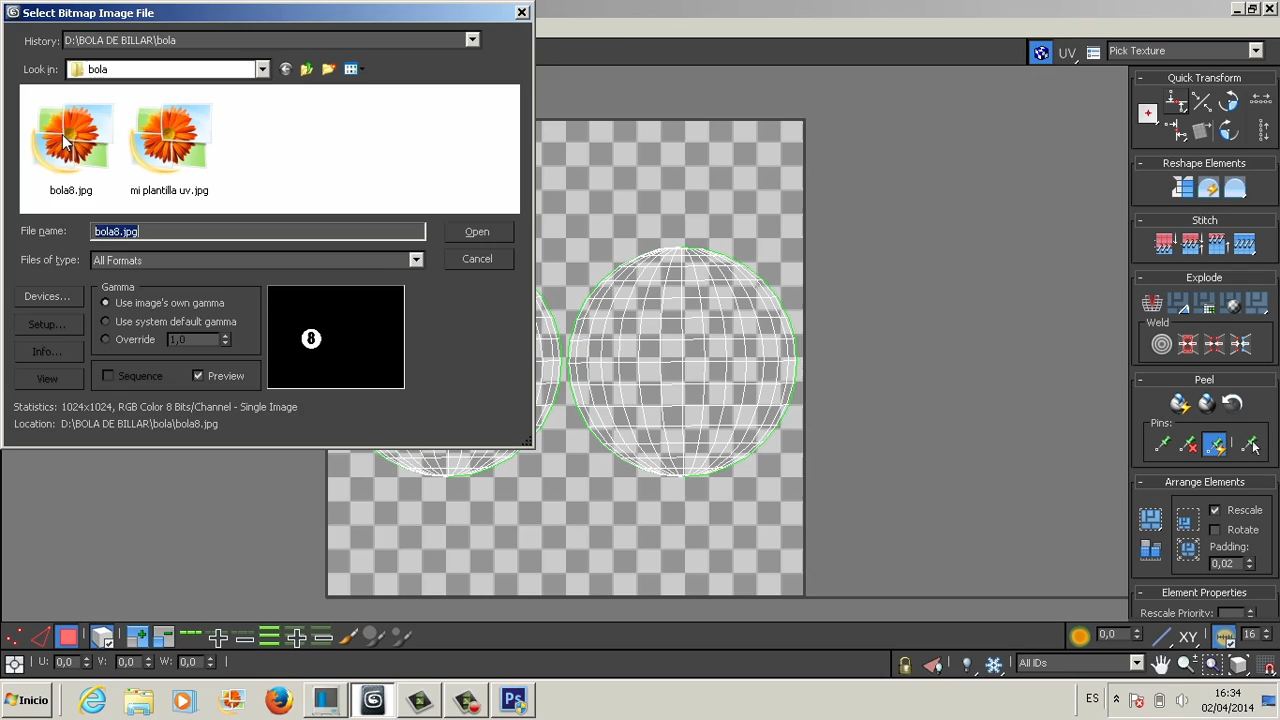 Select Bitmap Image File
History: D:\BOLA DE BILLAR\bola
Look in: bola
bola8.jpg
mi plantilla uv.jpg
File name: bola8.jpg
Open
Files of type: All Formats
Cancel
Devices...
Setup...
Info...
View
Gamma
Use image's own gamma
Use system default gamma
Override 1,0
Sequence
Preview
8
Statistics: 1024x1024, RGB Color 8 Bits/Channel - Single Image
Location: D:\BOLA DE BILLAR\bola\bola8.jpg
UV
Pick Texture
- Quick Transform
- Reshape Elements
- Stitch
- Explode
Weld
- Peel
Pins:
- Arrange Elements
Rescale
Rotate
Padding:
0,02
- Element Properties
Rescale Priority:
0,0
XY
16
U: 0,0
V: 0,0
W: 0,0
All IDs
Inicio
Ps
ES
16:34
02/04/2014